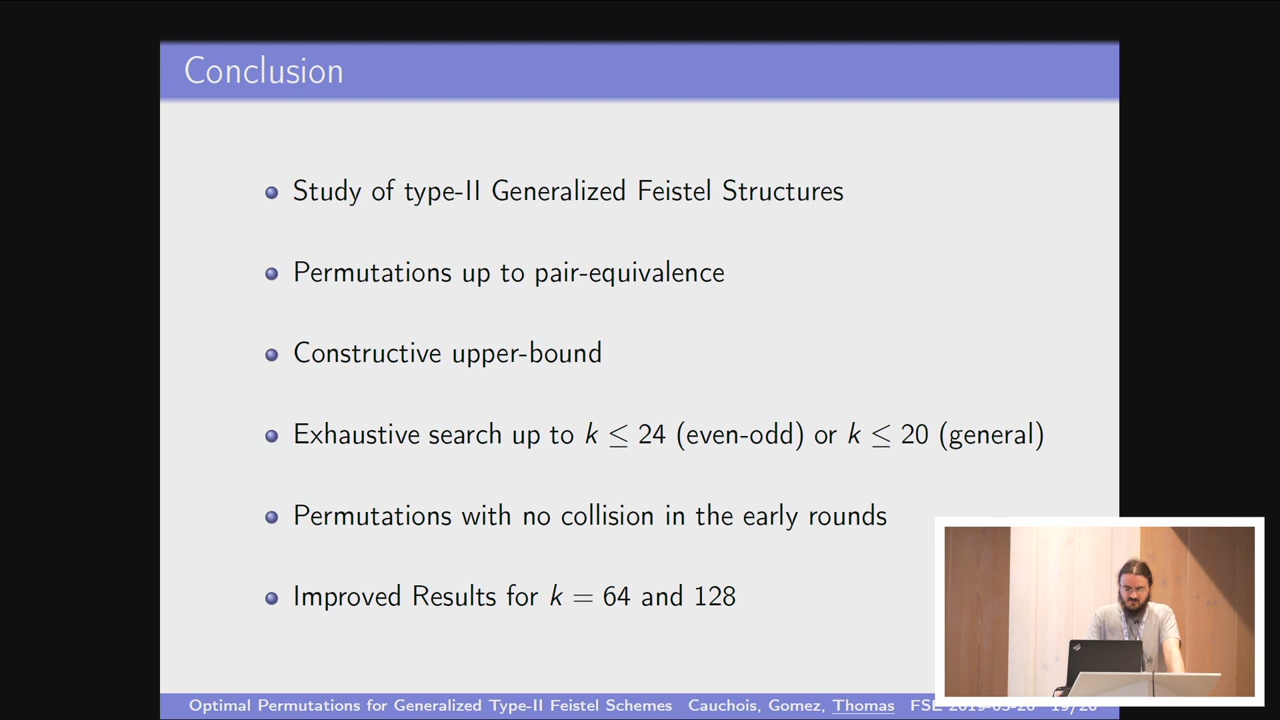 Conclusion
Study of type-II Generalized Feistel Structures
Permutations up to pair-equivalence
Constructive upper-bound
Exhaustive search up to k ≤ 24 (even-odd) or k ≤ 20 (general)
Permutations with no collision in the early rounds
Improved Results for k = 64 and 128
Optimal Permutations for Generalized Type-II Feistel Schemes Cauchois, Gomez, Thomas FSE